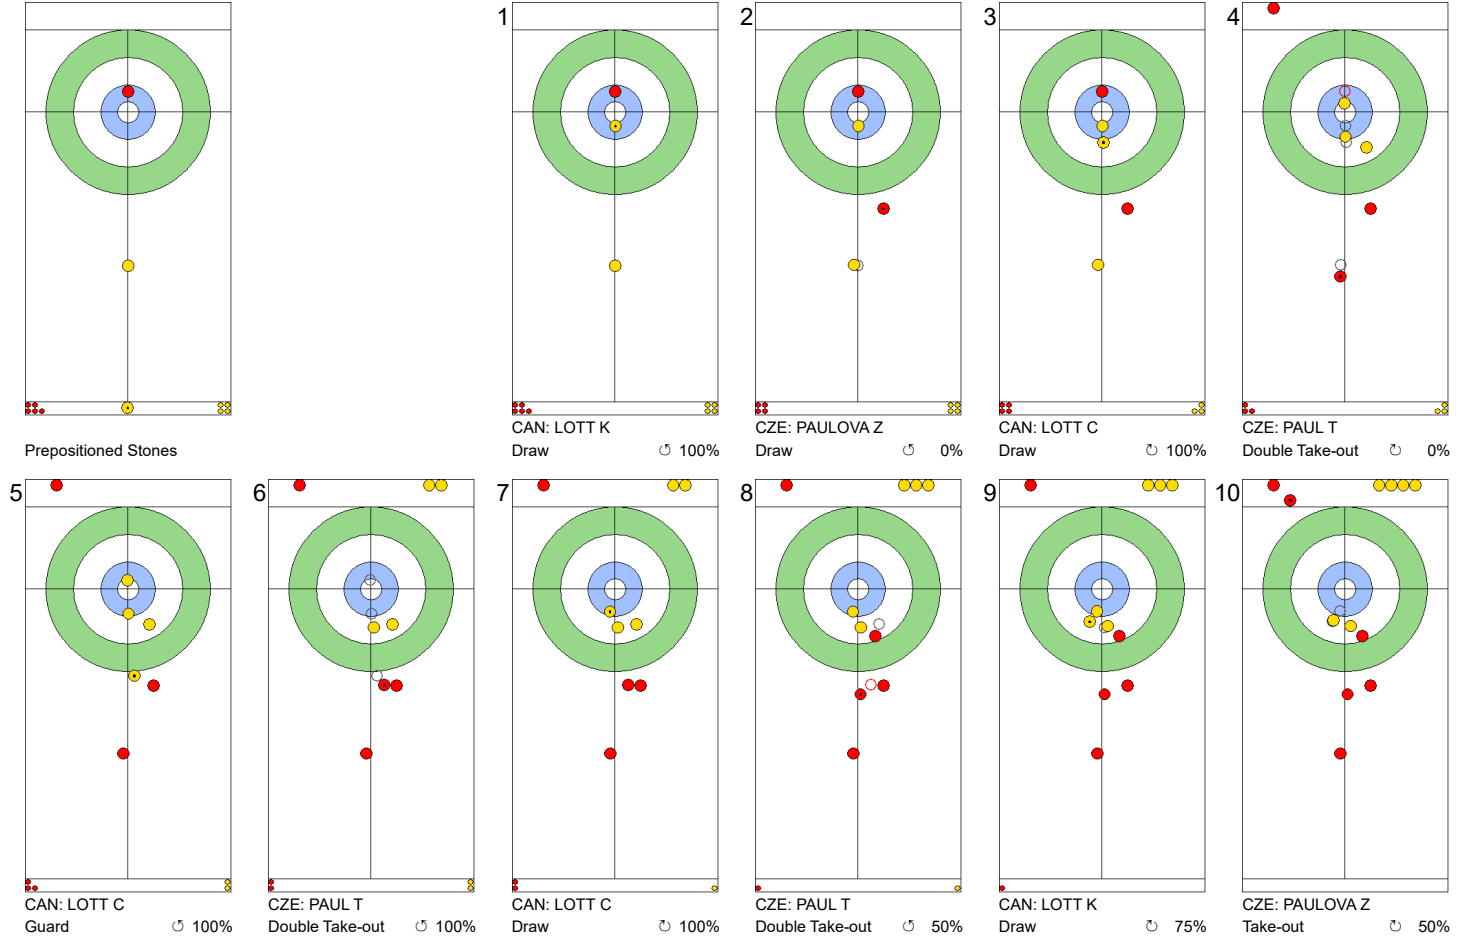 Prepositioned Stones
1
CAN: LOTT K
Draw ↺ 100%
2
CZE: PAULOVA Z
Draw ↺ 0%
3
CAN: LOTT C
Draw ↻ 100%
4
CZE: PAUL T
Double Take-out ↻ 0%
5
CAN: LOTT C
Guard ↺ 100%
6
CZE: PAUL T
Double Take-out ↺ 100%
7
CAN: LOTT C
Draw ↺ 100%
8
CZE: PAUL T
Double Take-out ↺ 50%
9
CAN: LOTT K
Draw ↻ 75%
10
CZE: PAULOVA Z
Take-out ↻ 50%